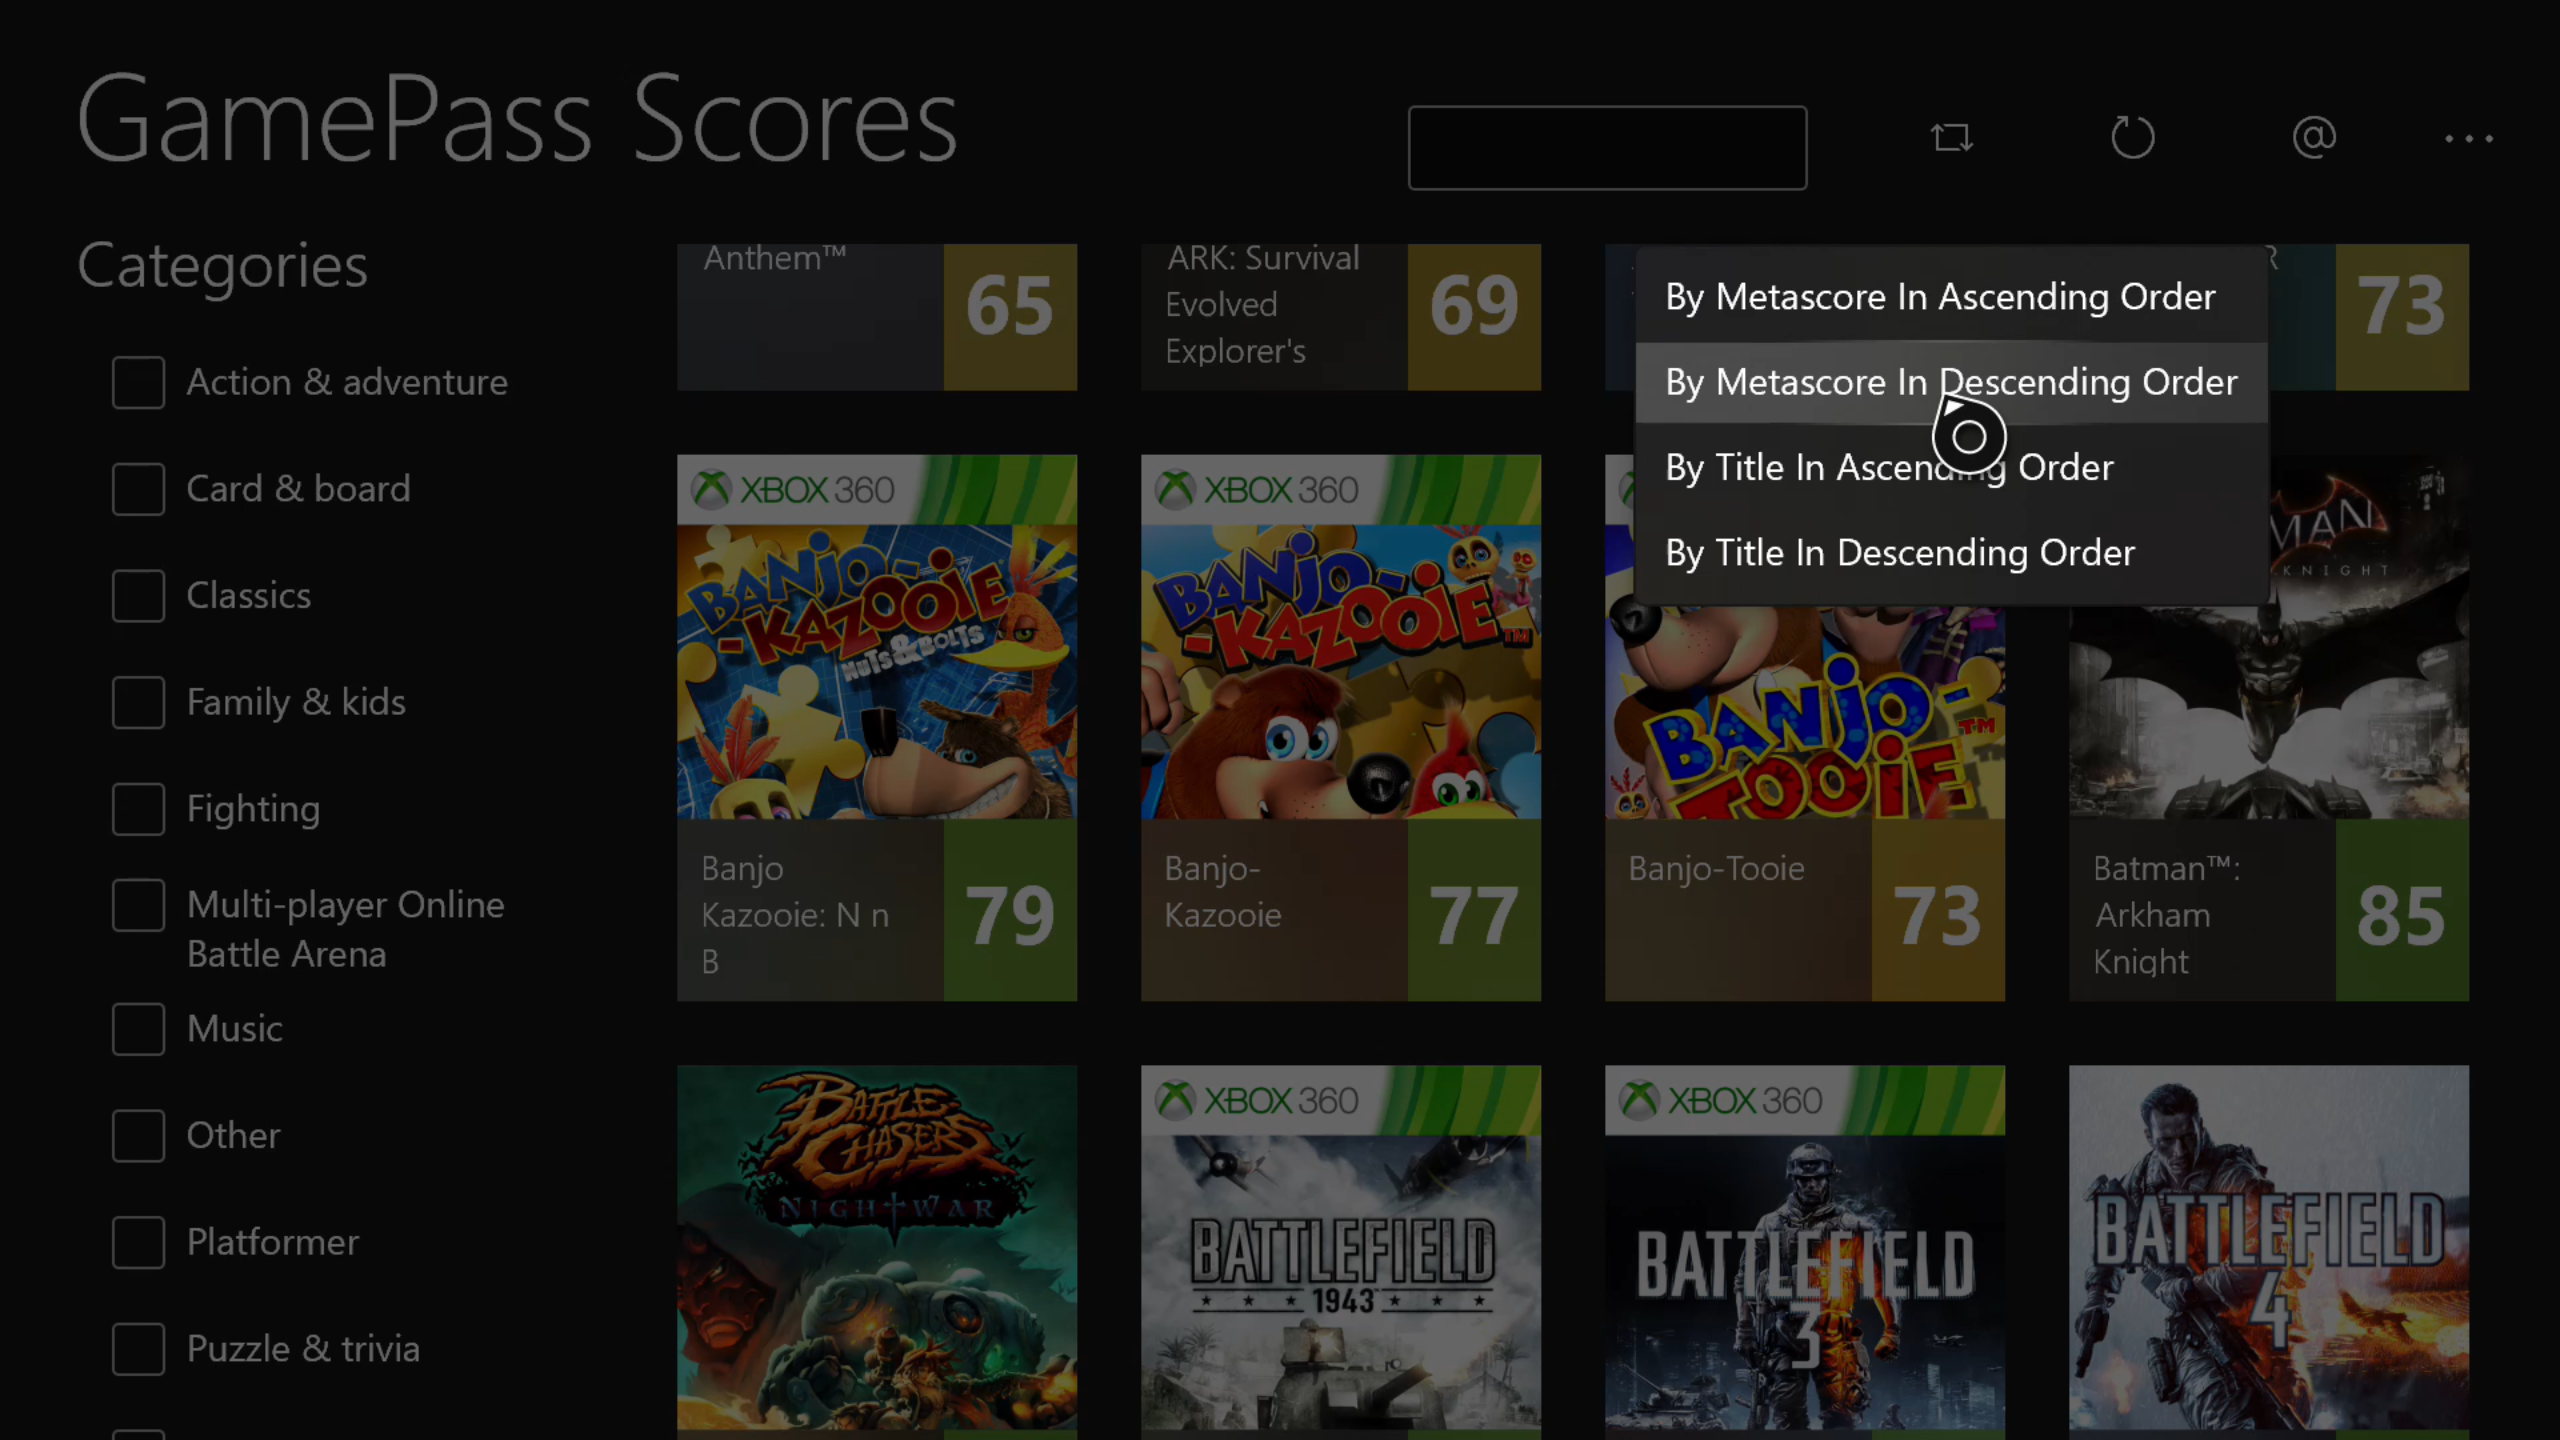 GamePass Scores
@
...
Categories
Action & adventure
Card & board
Classics
Family & kids
Fighting
Multi-player Online
Battle Arena
Music
Other
Platformer
Puzzle & trivia
Anthem™
65
ARK: Survival
Evolved
Explorer's
69
R
73
By Metascore In Ascending Order
By Metascore In Descending Order
By Title In Ascending Order
By Title In Descending Order
XBOX 360
BANJO-
-KAZOOIE
NUTS & BOLTS
Banjo
Kazooie: N n
B
79
XBOX 360
BANJO-
-KAZOOIE™
Banjo-
Kazooie
77
BANJO-™
TOOIE
Banjo-Tooie
73
MAN
KNIGHT
Batman™:
Arkham
Knight
85
BATTLE
CHASERS
NIGHTWAR
XBOX 360
BATTLEFIELD
1943
XBOX 360
BATTLEFIELD
3
BATTLEFIELD
4